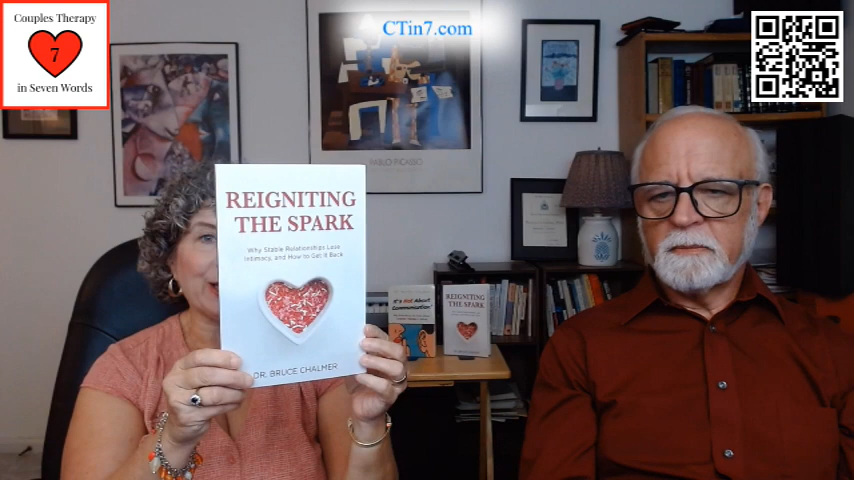 Couples Therapy
7
in Seven Words
CTin7.com
PABLO PICASSO
REIGNITING
THE SPARK
Why Stable Relationships Lose
Intimacy, and How to Get It Back
DR. BRUCE CHALMER
It's Not About
Communication!
REIGNITING
THE SPARK